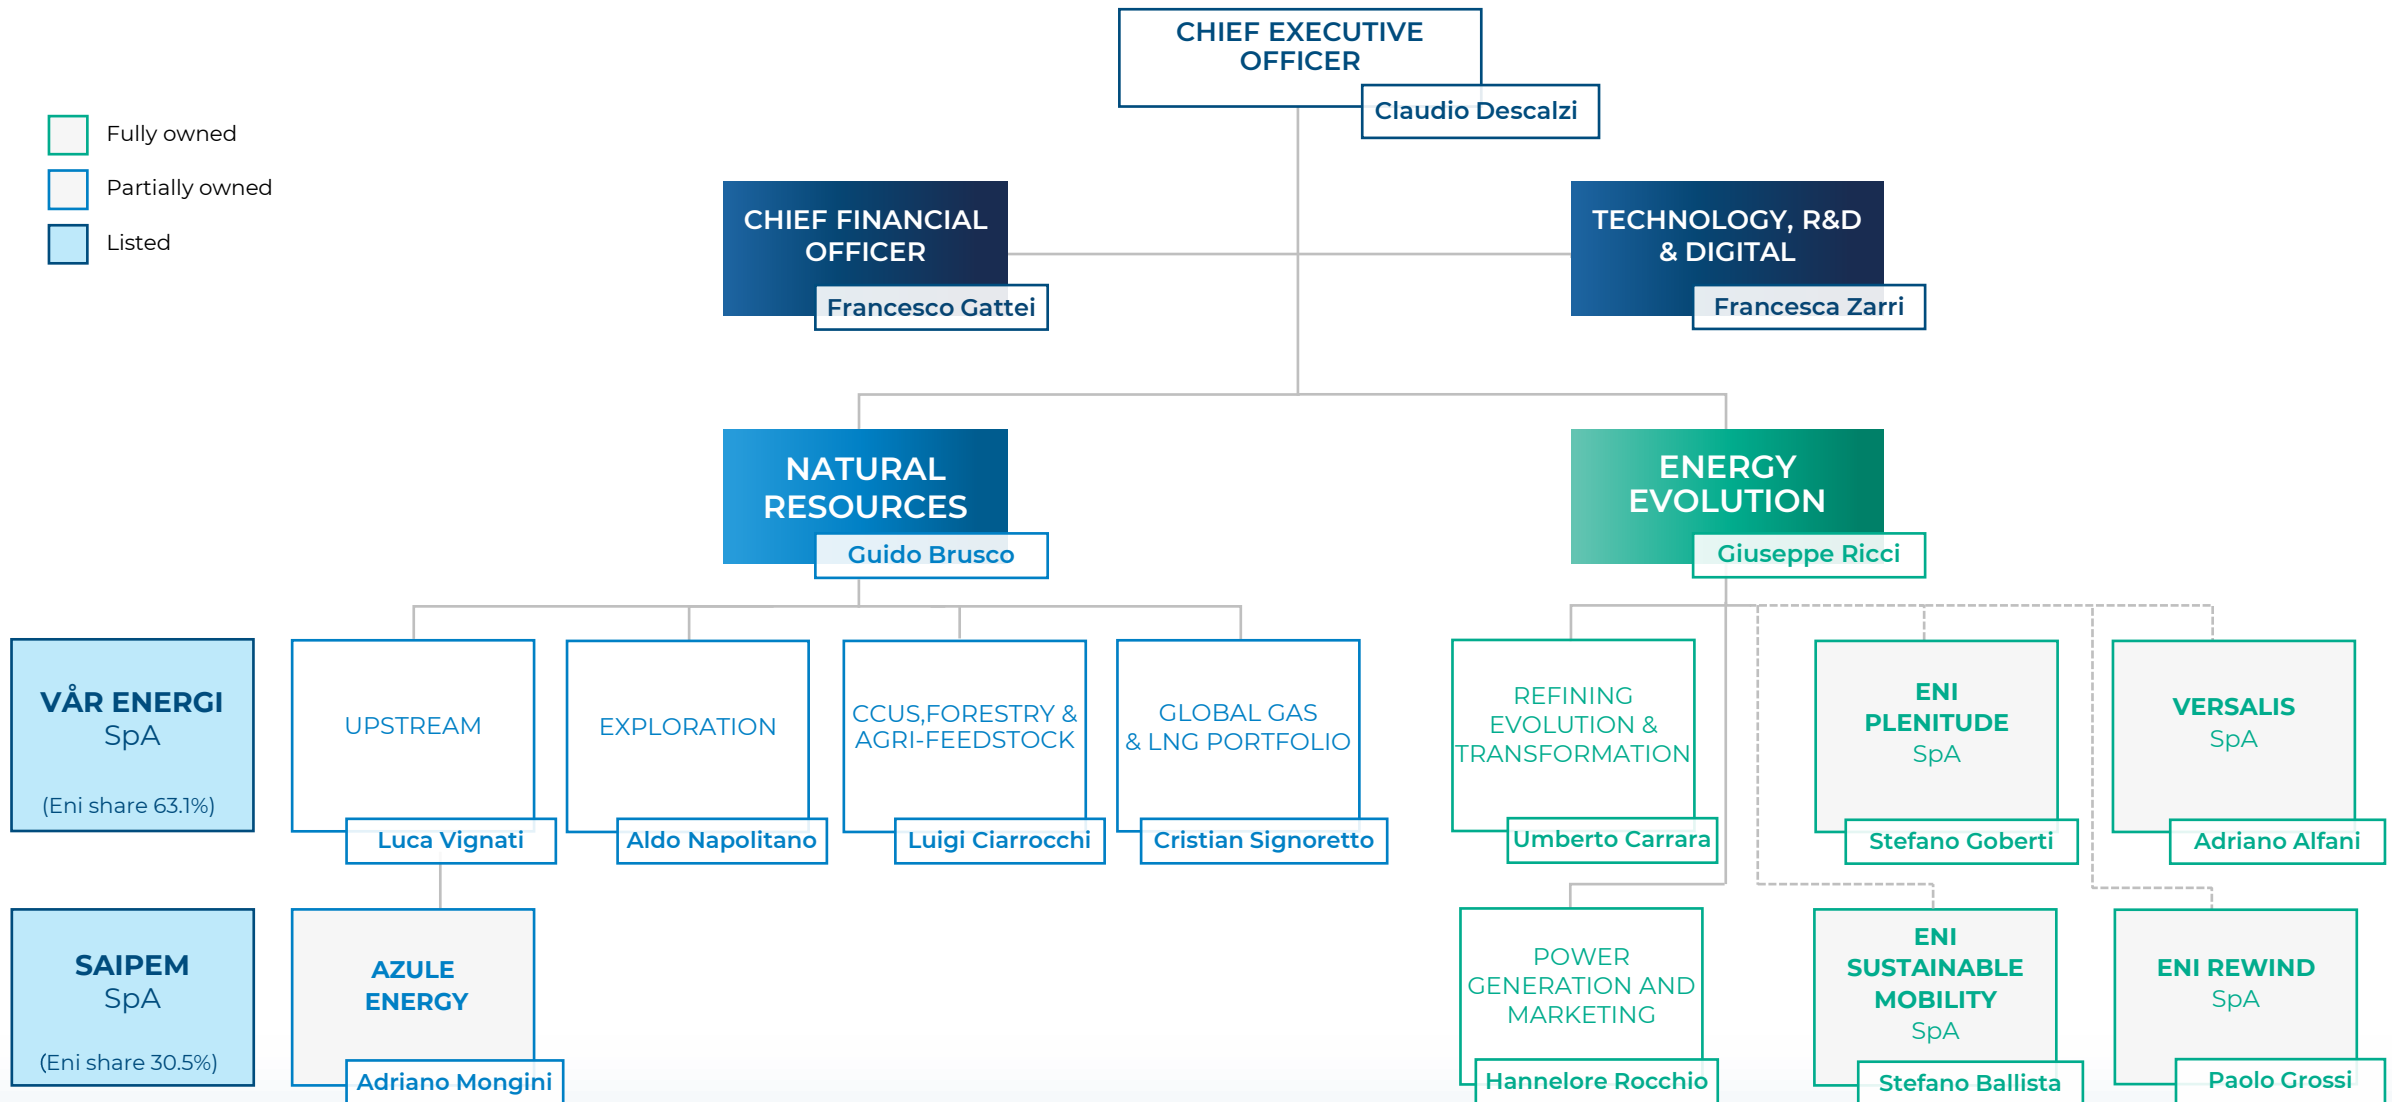 CHIEF EXECUTIVE
OFFICER
Claudio Descalzi
Fully owned
Partially owned
Listed
CHIEF FINANCIAL
OFFICER
Francesco Gattei
TECHNOLOGY, R&D
& DIGITAL
Francesca Zarri
NATURAL
RESOURCES
Guido Brusco
ENERGY
EVOLUTION
Giuseppe Ricci
VÅR ENERGI
SpA
(Eni share 63.1%)
UPSTREAM
Luca Vignati
EXPLORATION
Aldo Napolitano
CCUS,FORESTRY &
AGRI-FEEDSTOCK
Luigi Ciarrocchi
GLOBAL GAS
& LNG PORTFOLIO
Cristian Signoretto
REFINING
EVOLUTION &
TRANSFORMATION
Umberto Carrara
ENI
PLENITUDE
SpA
Stefano Goberti
VERSALIS
SpA
Adriano Alfani
SAIPEM
SpA
(Eni share 30.5%)
AZULE
ENERGY
Adriano Mongini
POWER
GENERATION AND
MARKETING
Hannelore Rocchio
ENI
SUSTAINABLE
MOBILITY
SpA
Stefano Ballista
ENI REWIND
SpA
Paolo Grossi